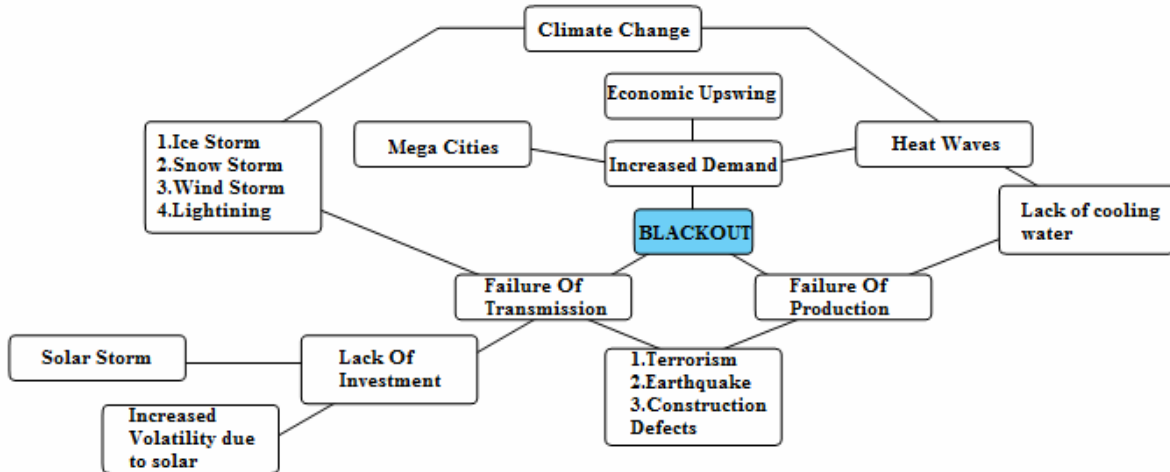 Climate Change
Economic Upswing
1.Ice Storm
2.Snow Storm
3.Wind Storm
4.Lightining
Mega Cities
Increased Demand
Heat Waves
BLACKOUT
Lack of cooling
water
Failure Of
Transmission
Failure Of
Production
Solar Storm
Lack Of
Investment
1.Terrorism
2.Earthquake
3.Construction
Defects
Increased
Volatility due
to solar